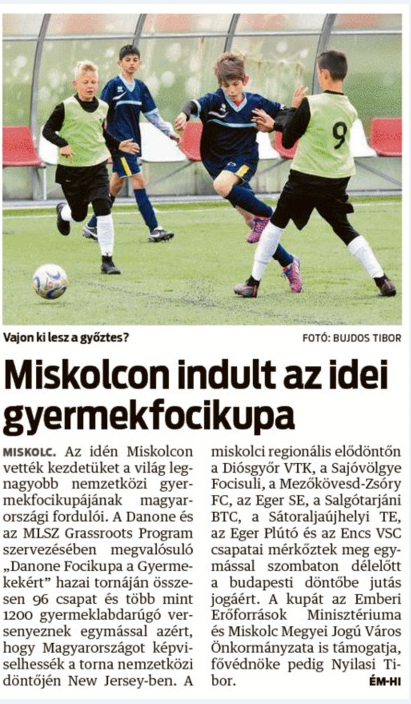 9
Vajon ki lesz a győztes?
FOTÓ: BUJDOS TIBOR
Miskolcon indult az idei
gyermekfocikupa
MISKOLC. Az idén Miskolcon
vették kezdetüket a világ leg-
nagyobb nemzetközi gyer-
mekfocikupájának magyar-
országi fordulói. A Danone és
az MLSZ Grassroots Program
szervezésében megvalósuló
„Danone Focikupa a Gyerme-
kekért” hazai tornáján össze-
sen 96 csapat és több mint
1200 gyermeklabdarúgó ver-
senyeznek egymással azért,
hogy Magyarországot képvi-
selhessék a torna nemzetközi
döntőjén New Jersey-ben. A
miskolci regionális elődöntőn
a Diósgyőr VTK, a Sajóvölgye
Focisuli, a Mezőkövesd-Zsóry
FC, az Eger SE, a Salgótarjáni
BTC, a Sátoraljaújhelyi TE,
az Eger Plútó és az Encs VSC
csapatai mérkőztek meg egy-
mással szombaton délelőtt
a budapesti döntőbe jutás
jogáért. A kupát az Emberi
Erőforrások Minisztériuma
és Miskolc Megyei Jogú Város
Önkormányzata is támogatja,
fővédnöke pedig Nyilasi Ti-
bor.
ÉM-HI